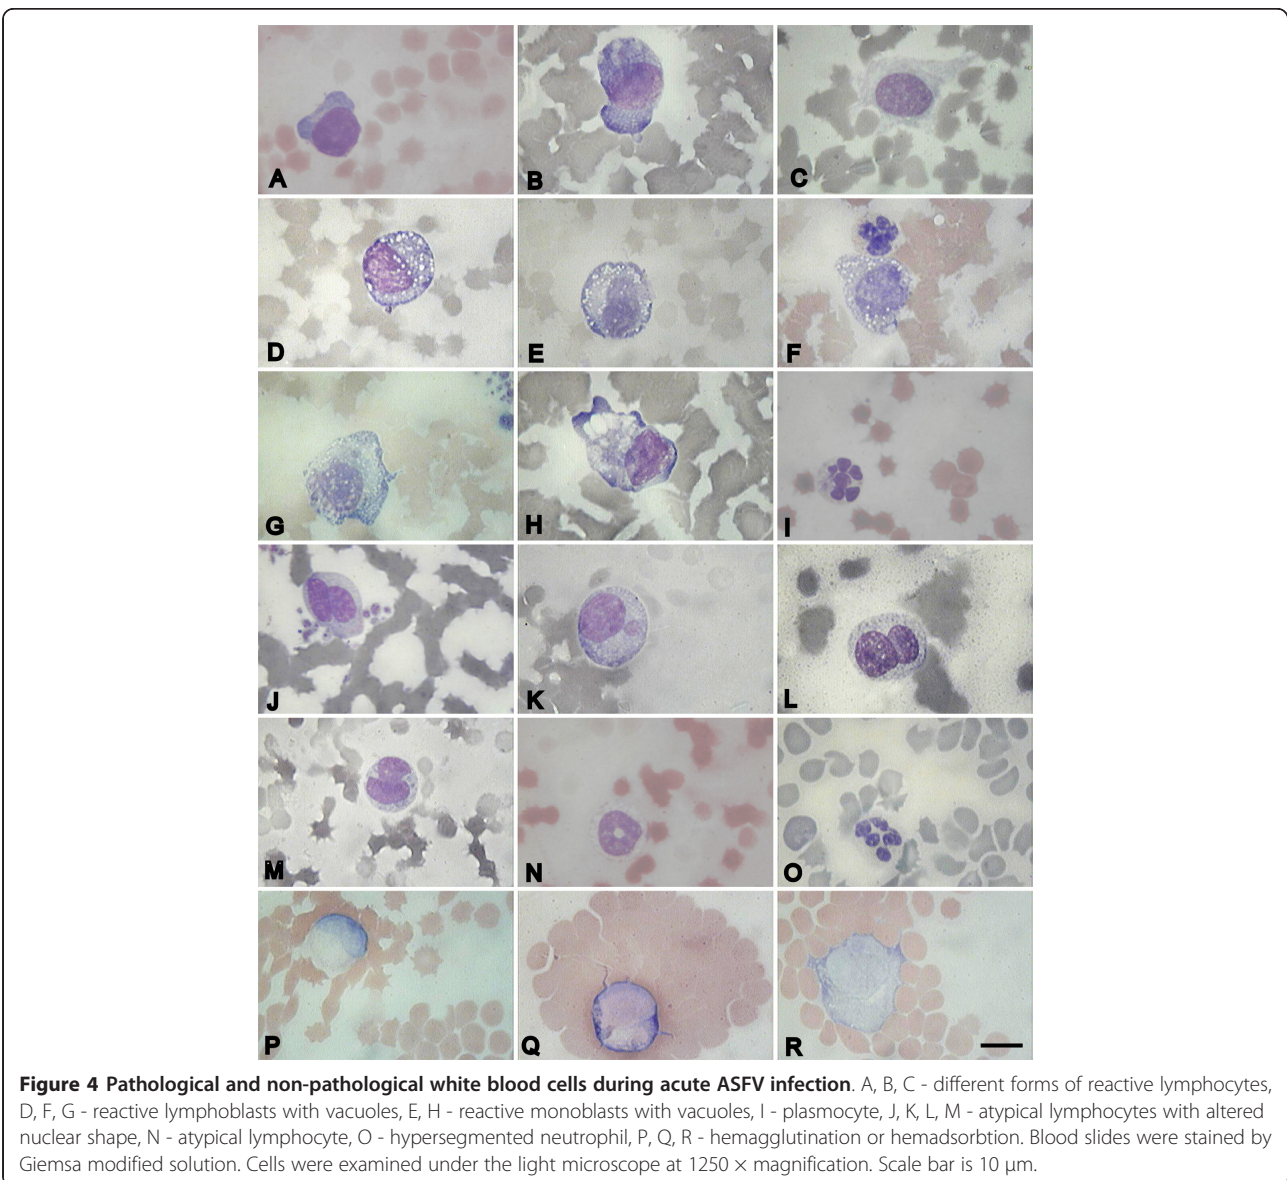 A
B
C
D
E
F
G
H
I
J
K
L
M
N
O
P
Q
R
Figure 4 Pathological and non-pathological white blood cells during acute ASFV infection. A, B, C - different forms of reactive lymphocytes,
D, F, G - reactive lymphoblasts with vacuoles, E, H - reactive monoblasts with vacuoles, I - plasmocyte, J, K, L, M - atypical lymphocytes with altered
nuclear shape, N - atypical lymphocyte, O - hypersegmented neutrophil, P, Q, R - hemagglutination or hemadsorbtion. Blood slides were stained by
Giemsa modified solution. Cells were examined under the light microscope at 1250 × magnification. Scale bar is 10 μm.